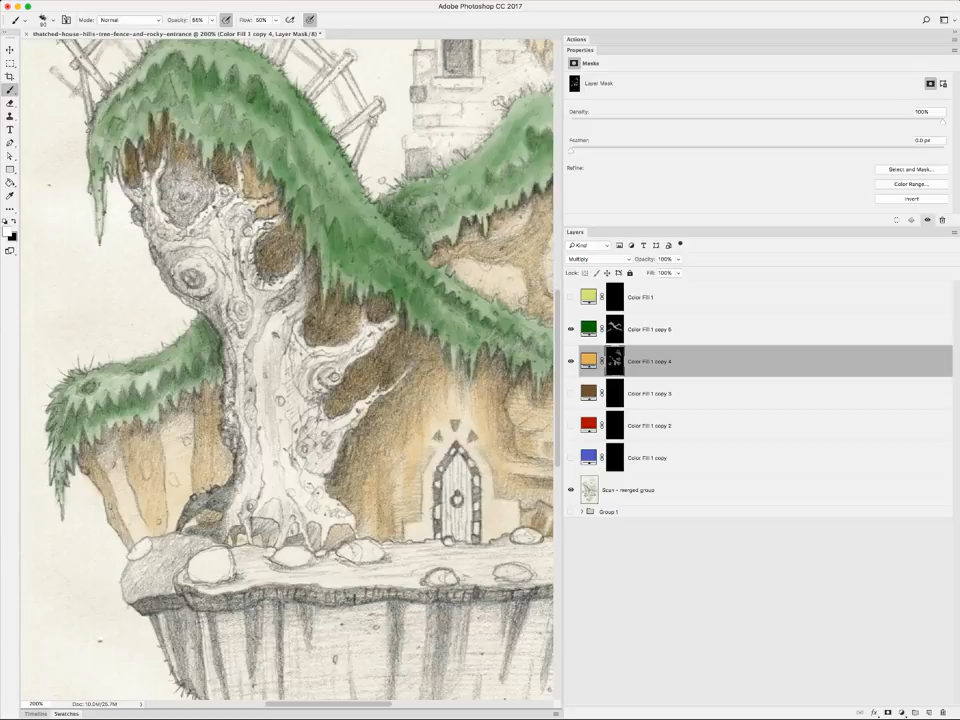 Adobe Photoshop CC 2017
Mode: Normal Opacity: 86% Flow: 50%
90
× thatched-house-hills-tree-fence-and-rocky-entrance @ 200% (Color Fill 1 copy 4, Layer Mask/8) *
Actions
Properties
Masks
Layer Mask
Density: 100%
Feather: 0.0 px
Refine: Select and Mask...
Color Range...
Invert
Layers
Kind
Multiply Opacity: 100%
Lock: Fill: 100%
Color Fill 1
Color Fill 1 copy 5
Color Fill 1 copy 4
Color Fill 1 copy 3
Color Fill 1 copy 2
Color Fill 1 copy
Scan - merged group
Group 1
200% Doc: 10.0M/25.7M
Timeline Swatches
fx